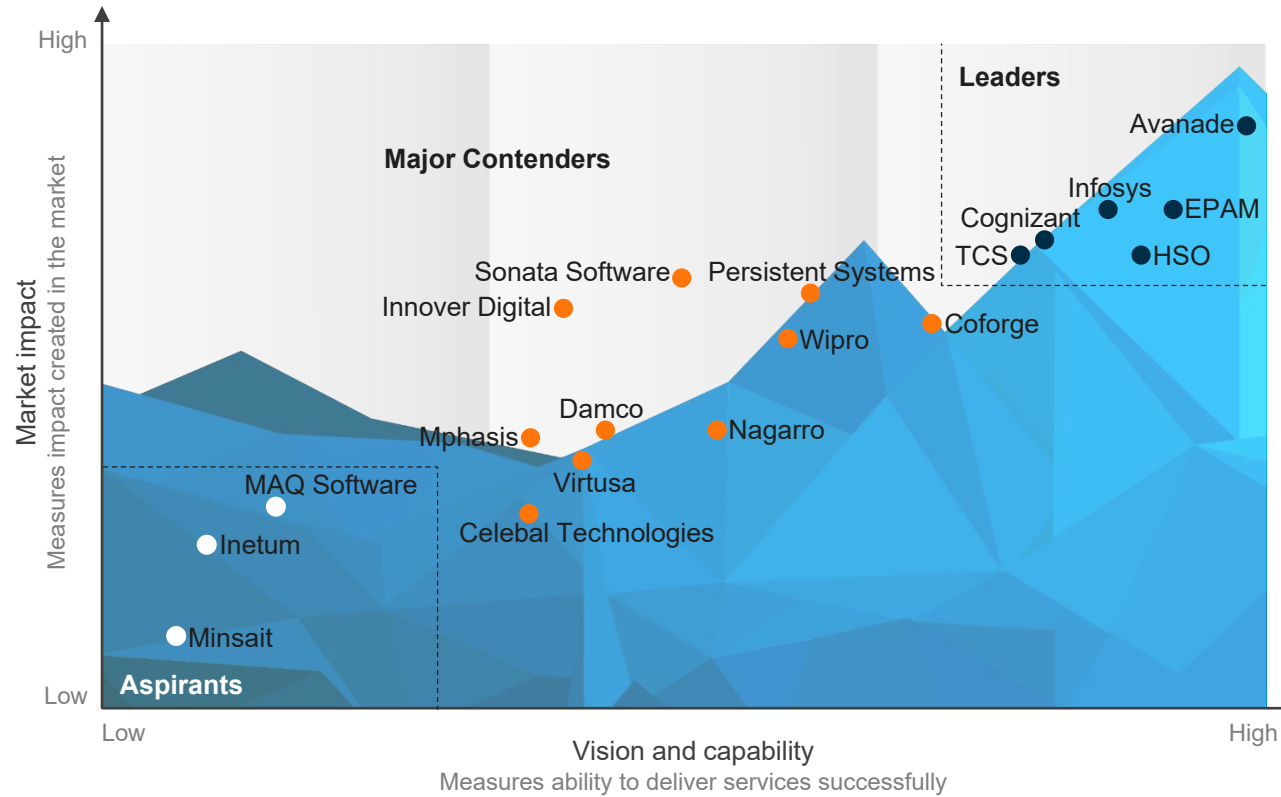 High
Leaders
Avanade
Major Contenders
Infosys
EPAM
Cognizant
TCS
HSO
Sonata Software
Persistent Systems
Innover Digital
Coforge
Wipro
Damco
Mphasis
Nagarro
Virtusa
MAQ Software
Celebal Technologies
Inetum
Minsait
Aspirants
Market impact
Measures impact created in the market
Low
Low
High
Vision and capability
Measures ability to deliver services successfully